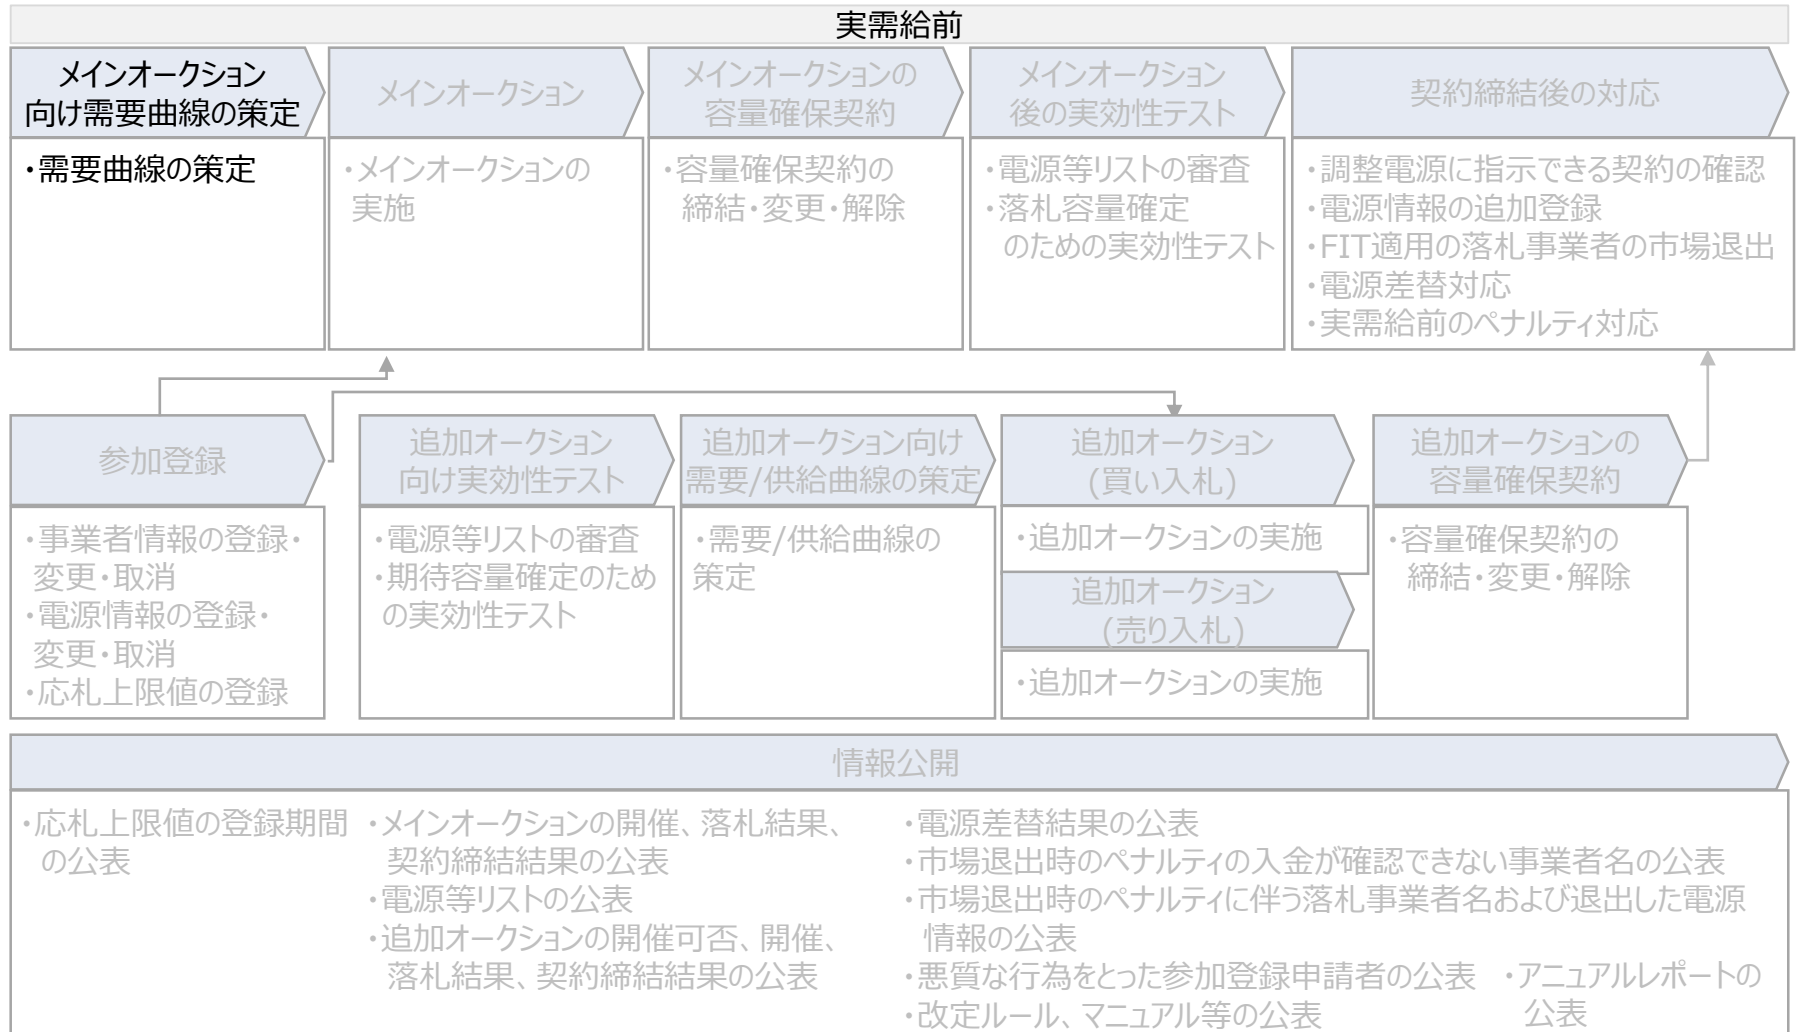 実需給前
メインオークション
向け需要曲線の策定
・需要曲線の策定
メインオークション
・メインオークションの
実施
メインオークションの
容量確保契約
・容量確保契約の
締結・変更・解除
メインオークション
後の実効性テスト
・電源等リストの審査
・落札容量確定
のための実効性テスト
契約締結後の対応
・調整電源に指示できる契約の確認
・電源情報の追加登録
・FIT適用の落札事業者の市場退出
・電源差替対応
・実需給前のペナルティ対応
参加登録
・事業者情報の登録・
変更・取消
・電源情報の登録・
変更・取消
・応札上限値の登録
追加オークション
向け実効性テスト
・電源等リストの審査
・期待容量確定のため
の実効性テスト
追加オークション向け
需要/供給曲線の策定
・需要/供給曲線の
策定
追加オークション
(買い入札)
・追加オークションの実施
追加オークション
(売り入札)
・追加オークションの実施
追加オークションの
容量確保契約
・容量確保契約の
締結・変更・解除
情報公開
・応札上限値の登録期間
の公表
・メインオークションの開催、落札結果、
契約締結結果の公表
・電源等リストの公表
・追加オークションの開催可否、開催、
落札結果、契約締結結果の公表
・電源差替結果の公表
・市場退出時のペナルティの入金が確認できない事業者名の公表
・市場退出時のペナルティに伴う落札事業者名および退出した電源
情報の公表
・悪質な行為をとった参加登録申請者の公表
・改定ルール、マニュアル等の公表
・アニュアルレポートの
公表